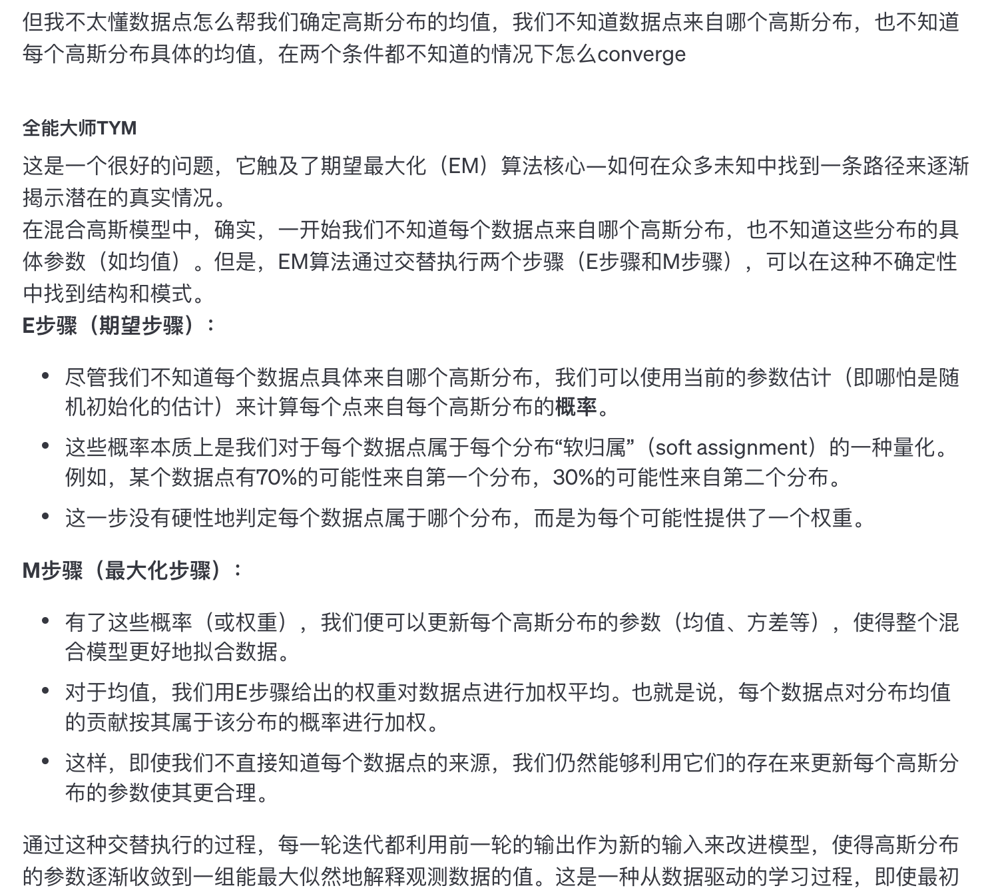 但我不太懂数据点怎么帮我们确定高斯分布的均值，我们不知道数据点来自哪个高斯分布，也不知道
每个高斯分布具体的均值，在两个条件都不知道的情况下怎么converge
全能大师TYM
这是一个很好的问题，它触及了期望最大化（EM）算法核心—如何在众多未知中找到一条路径来逐渐
揭示潜在的真实情况。
在混合高斯模型中，确实，一开始我们不知道每个数据点来自哪个高斯分布，也不知道这些分布的具
体参数（如均值）。但是，EM算法通过交替执行两个步骤（E步骤和M步骤），可以在这种不确定性
中找到结构和模式。
E步骤（期望步骤）：
• 尽管我们不知道每个数据点具体来自哪个高斯分布，我们可以使用当前的参数估计（即哪怕是随
机初始化的估计）来计算每个点来自每个高斯分布的概率。
• 这些概率本质上是我们对于每个数据点属于每个分布“软归属”（soft assignment）的一种量化。
例如，某个数据点有70%的可能性来自第一个分布，30%的可能性来自第二个分布。
• 这一步没有硬性地判定每个数据点属于哪个分布，而是为每个可能性提供了一个权重。
M步骤（最大化步骤）：
• 有了这些概率（或权重），我们便可以更新每个高斯分布的参数（均值、方差等），使得整个混
合模型更好地拟合数据。
• 对于均值，我们用E步骤给出的权重对数据点进行加权平均。也就是说，每个数据点对分布均值
的贡献按其属于该分布的概率进行加权。
• 这样，即使我们不直接知道每个数据点的来源，我们仍然能够利用它们的存在来更新每个高斯分
布的参数使其更合理。
通过这种交替执行的过程，每一轮迭代都利用前一轮的输出作为新的输入来改进模型，使得高斯分布
的参数逐渐收敛到一组能最大似然地解释观测数据的值。这是一种从数据驱动的学习过程，即使最初